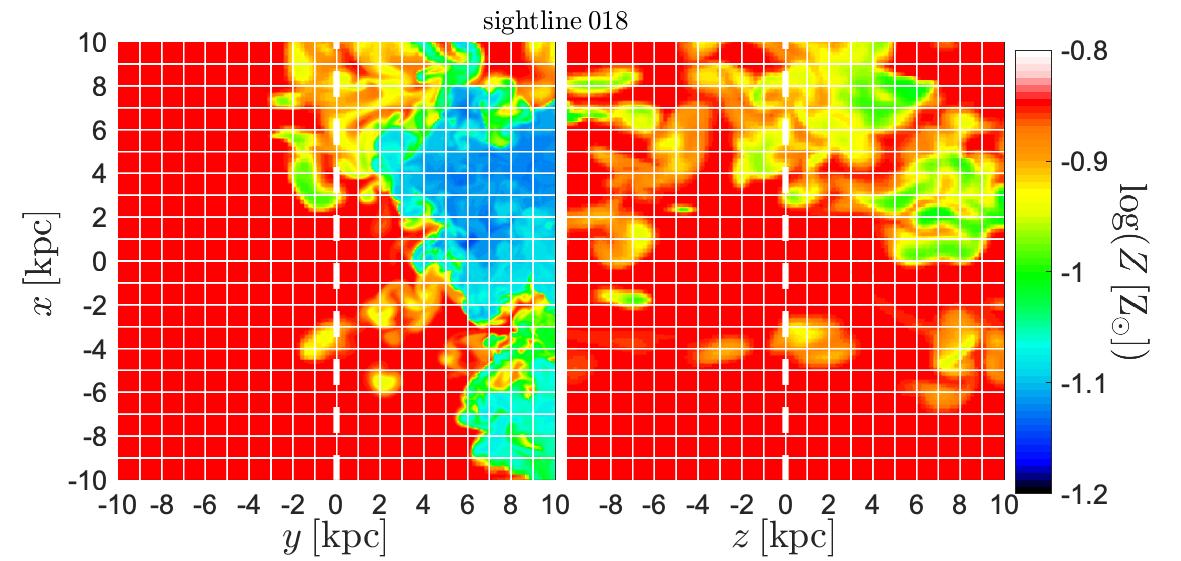 sightline 018
10
8
6
4
2
0
-2
-4
-6
-8
-10
x [kpc]
-10 -8 -6 -4 -2 0 2 4 6 8 10
y [kpc]
-8 -6 -4 -2 0 2 4 6 8 10
z [kpc]
-0.8
-0.9
-1
-1.1
-1.2
log(Z [Z⊙])